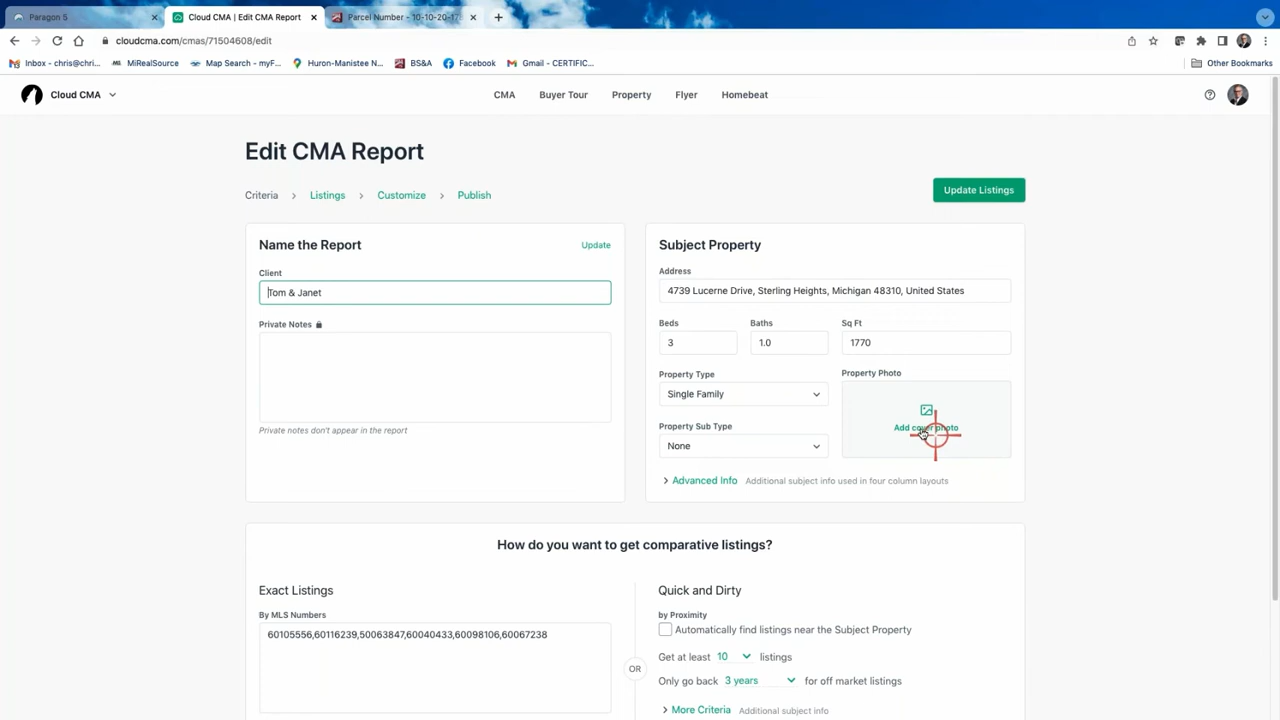 Paragon 5
Cloud CMA | Edit CMA Report
Parcel Number - 10-10-20-17
cloudcma.com/cmas/71504608/edit
Inbox - chris@chri...
MiRealSource
Map Search - myF...
Huron-Manistee N...
BS&A
Facebook
Gmail - CERTIFIC...
Other Bookmarks
Cloud CMA
CMA
Buyer Tour
Property
Flyer
Homebeat
Edit CMA Report
Criteria > Listings > Customize > Publish
Update Listings
Name the Report
Update
Client
Tom & Janet
Private Notes
Private notes don't appear in the report
Subject Property
Address
4739 Lucerne Drive, Sterling Heights, Michigan 48310, United States
Beds
Baths
Sq Ft
3
1.0
1770
Property Type
Single Family
Property Photo
Add cover photo
Property Sub Type
None
Advanced Info Additional subject info used in four column layouts
How do you want to get comparative listings?
Exact Listings
By MLS Numbers
60105556,60116239,50063847,60040433,60098106,60067238
OR
Quick and Dirty
by Proximity
Automatically find listings near the Subject Property
Get at least 10 listings
Only go back 3 years for off market listings
More Criteria Additional subject info